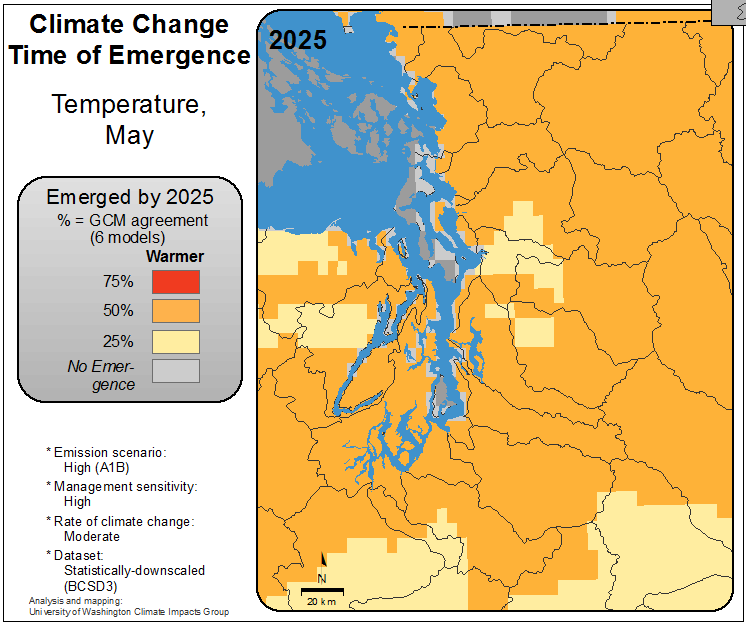 Climate Change
Time of Emergence
Temperature,
May
Emerged by 2025
% = GCM agreement
(6 models)
Warmer
75%
50%
25%
No Emer-
gence
* Emission scenario:
High (A1B)
* Management sensitivity:
High
* Rate of climate change:
Moderate
* Dataset:
Statistically-downscaled
(BCSD3)
Analysis and mapping:
University of Washington Climate Impacts Group
2025
N
20 km